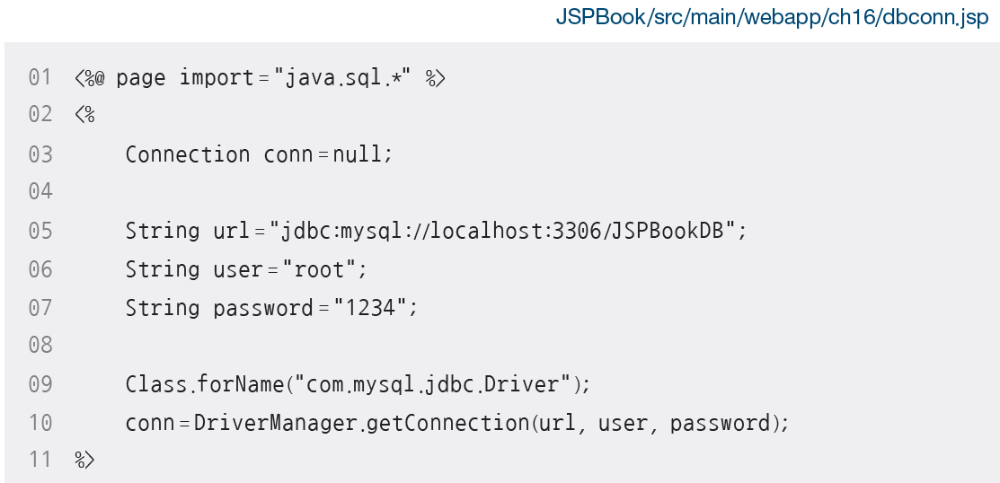 JSPBook/src/main/webapp/ch16/dbconn.jsp
01 <%@ page import="java.sql.*" %>
02 <%
03     Connection conn=null;
04
05     String url="jdbc:mysql://localhost:3306/JSPBookDB";
06     String user="root";
07     String password="1234";
08
09     Class.forName("com.mysql.jdbc.Driver");
10     conn=DriverManager.getConnection(url, user, password);
11 %>